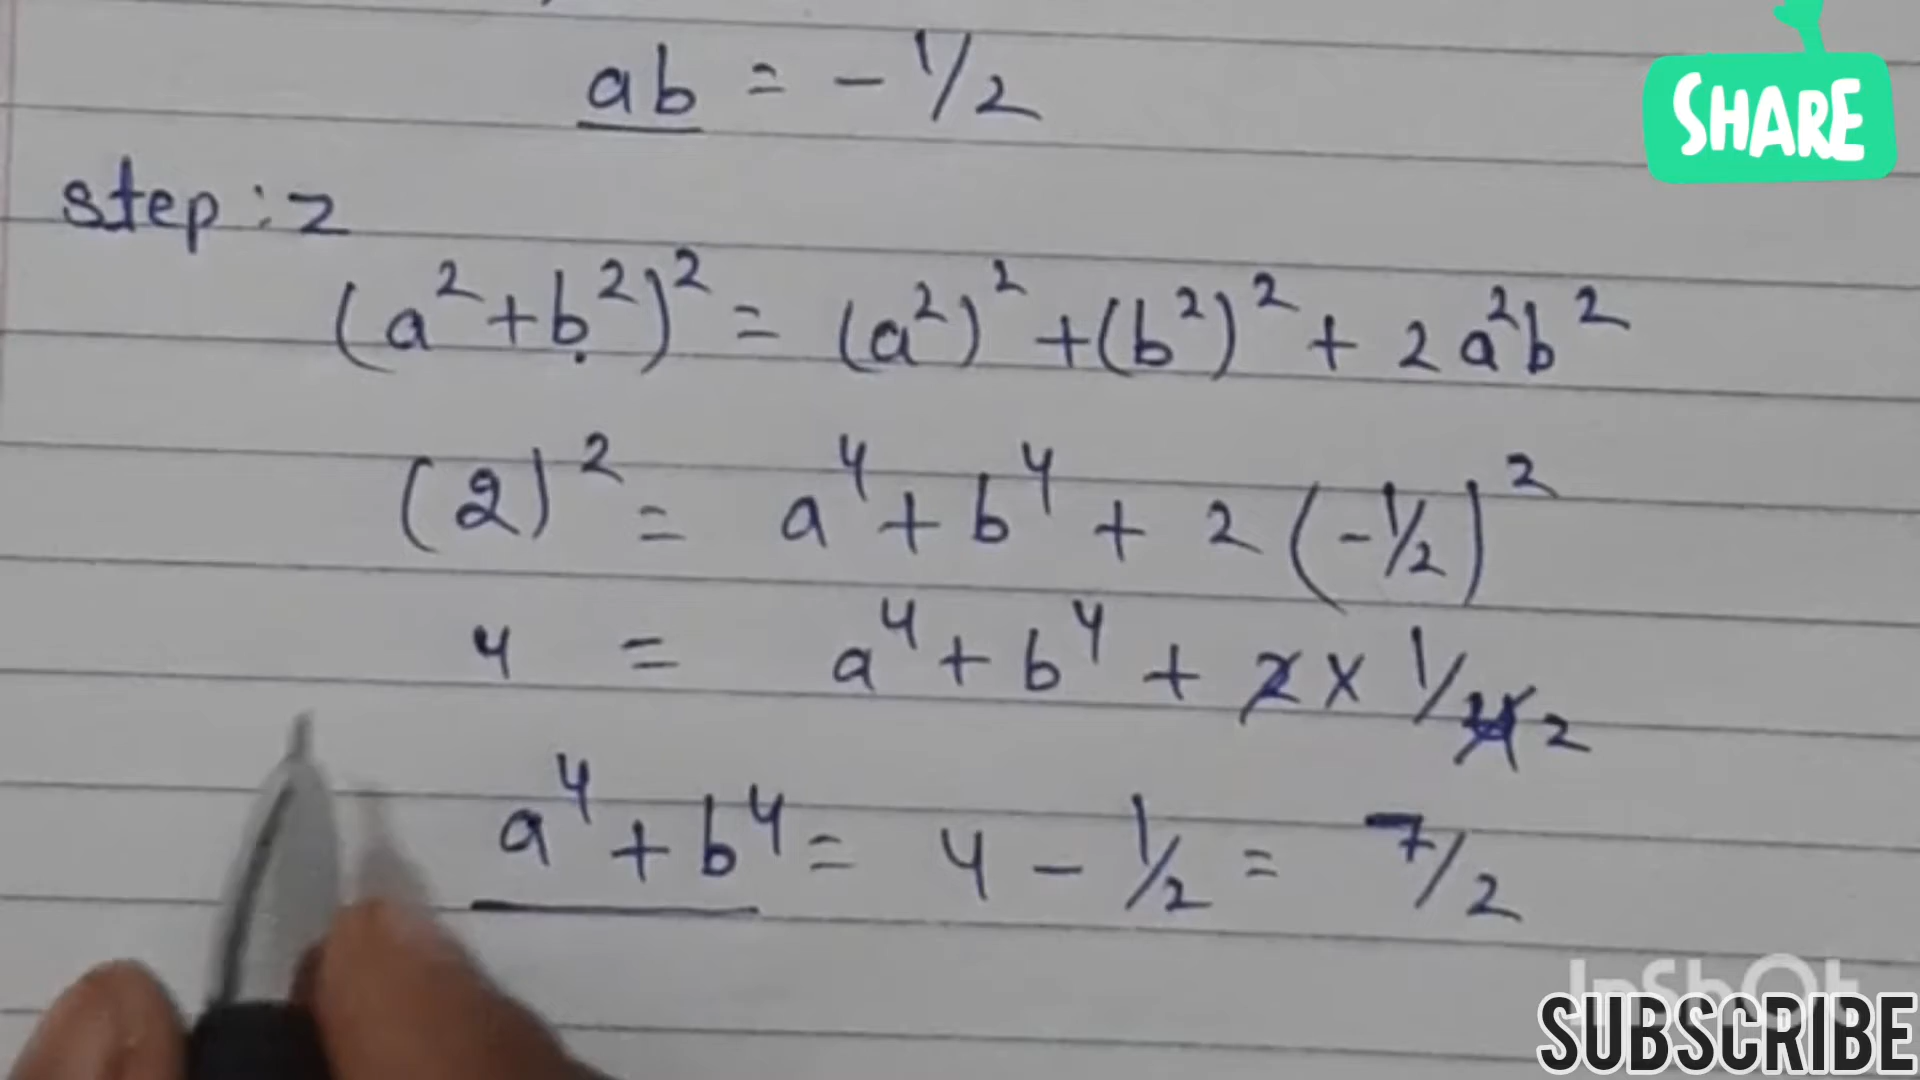 ab = - 1/2
SHARE
step : 2
(a² + b²)² = (a²)² + (b²)² + 2a²b²
(2)² = a⁴ + b⁴ + 2(-1/2)²
4 = a⁴ + b⁴ + 2 × 1/4 2
a⁴ + b⁴ = 4 - 1/2 = 7/2
InShOt
SUBSCRIBE